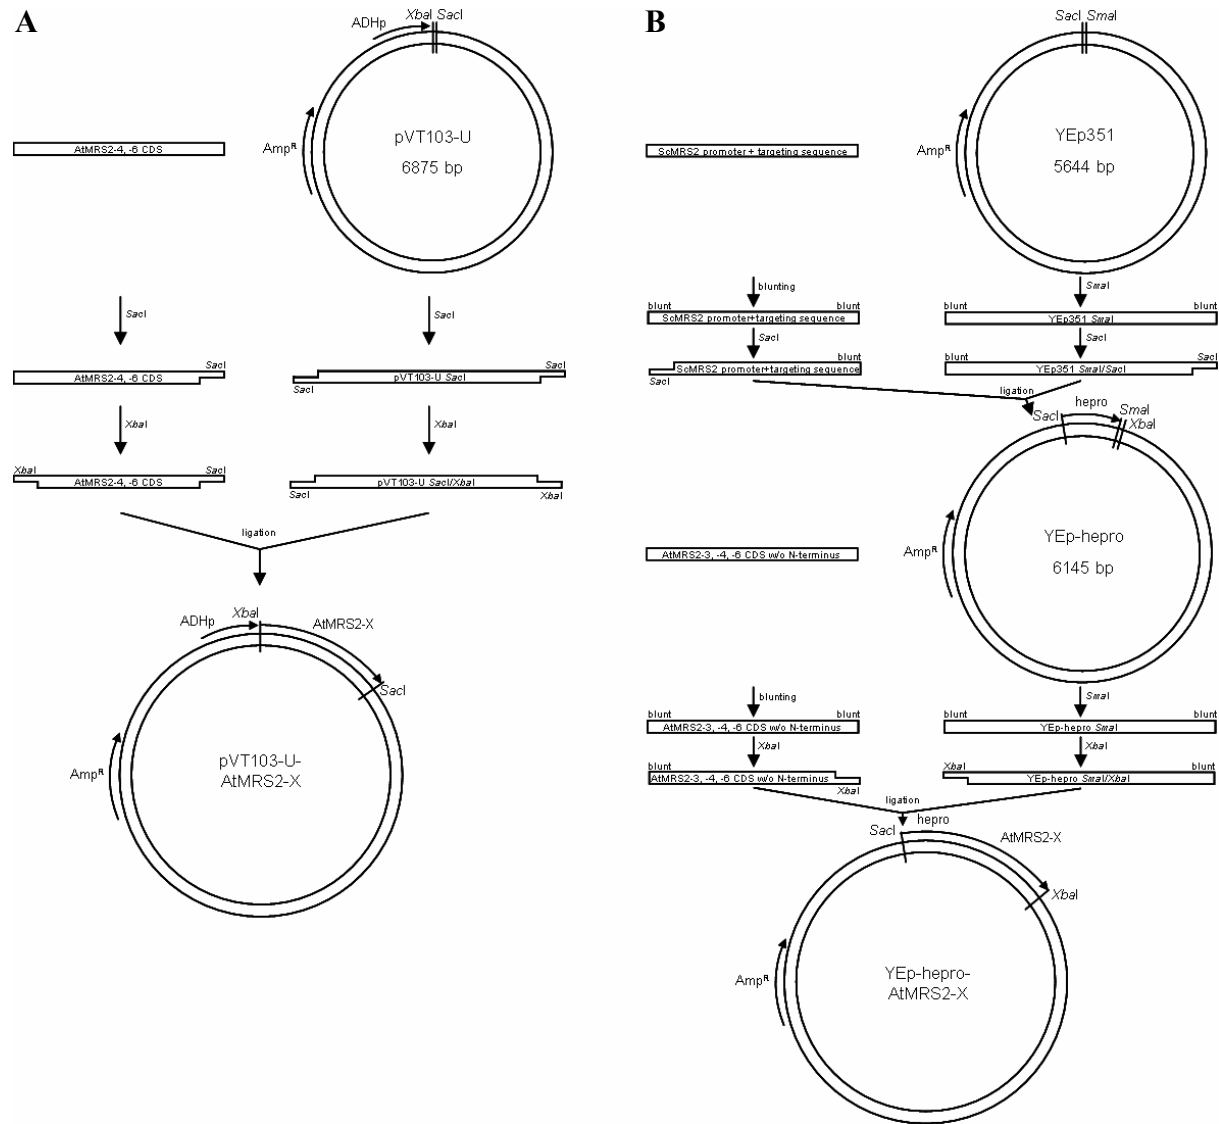 A
ADHp
XbaI SacI
AmpR
pVT103-U
6875 bp
AtMRS2-4, -6 CDS
SacI
SacI
AtMRS2-4, -6 CDS
SacI
pVT103-U SacI
SacI
SacI
XbaI
XbaI
XbaI
AtMRS2-4, -6 CDS
SacI
pVT103-U SacI/XbaI
SacI
XbaI
ligation
ADHp
XbaI
AtMRS2-X
SacI
AmpR
pVT103-U-
AtMRS2-X
B
SacI SmaI
AmpR
YEp351
5644 bp
ScMRS2 promoter + targeting sequence
blunting
SmaI
blunt
blunt
ScMRS2 promoter+targeting sequence
blunt
blunt
YEp351 SmaI
SacI
SacI
blunt
ScMRS2 promoter+targeting sequence
SacI
blunt
SacI
YEp351 SmaI/SacI
ligation
SacI
hepro
SmaI
XbaI
AmpR
YEp-hepro
6145 bp
AtMRS2-3, -4, -6 CDS w/o N-terminus
blunting
SmaI
blunt
blunt
AtMRS2-3, -4, -6 CDS w/o N-terminus
blunt
blunt
YEp-hepro SmaI
XbaI
XbaI
blunt
AtMRS2-3, -4, -6 CDS w/o N-terminus
XbaI
XbaI
blunt
YEp-hepro SmaI/XbaI
ligation
SacI
hepro
AtMRS2-X
XbaI
AmpR
YEp-hepro-
AtMRS2-X